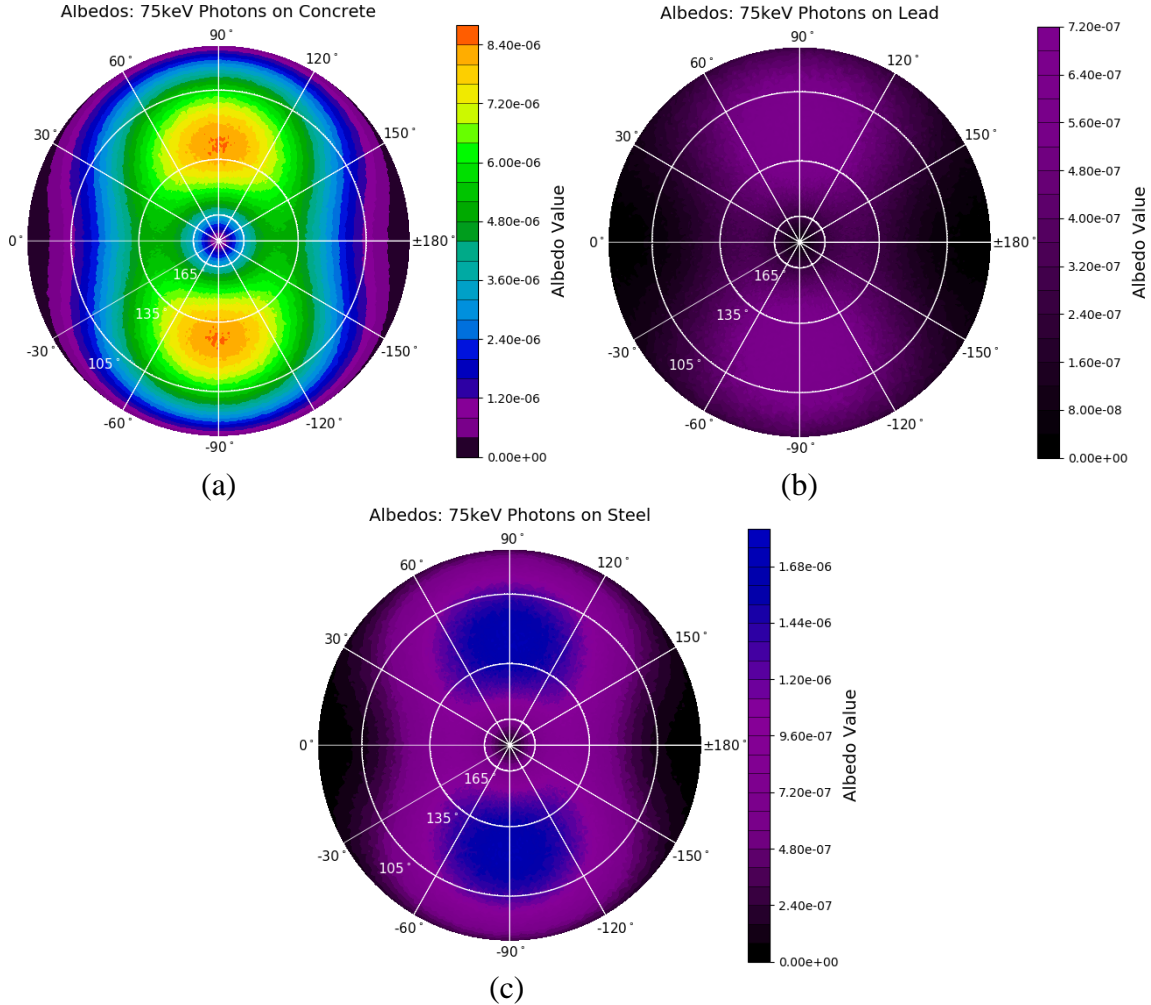 Albedos: 75keV Photons on Concrete
90°
60°
120°
30°
150°
0°
±180°
165°
135°
105°
-30°
-150°
-60°
-120°
-90°
8.40e-06
7.20e-06
6.00e-06
4.80e-06
3.60e-06
2.40e-06
1.20e-06
0.00e+00
Albedo Value
(a)
Albedos: 75keV Photons on Lead
90°
60°
120°
30°
150°
0°
±180°
165°
135°
105°
-30°
-150°
-60°
-120°
-90°
7.20e-07
6.40e-07
5.60e-07
4.80e-07
4.00e-07
3.20e-07
2.40e-07
1.60e-07
8.00e-08
0.00e+00
Albedo Value
(b)
Albedos: 75keV Photons on Steel
90°
60°
120°
30°
150°
0°
±180°
165°
135°
105°
-30°
-150°
-60°
-120°
-90°
1.68e-06
1.44e-06
1.20e-06
9.60e-07
7.20e-07
4.80e-07
2.40e-07
0.00e+00
Albedo Value
(c)